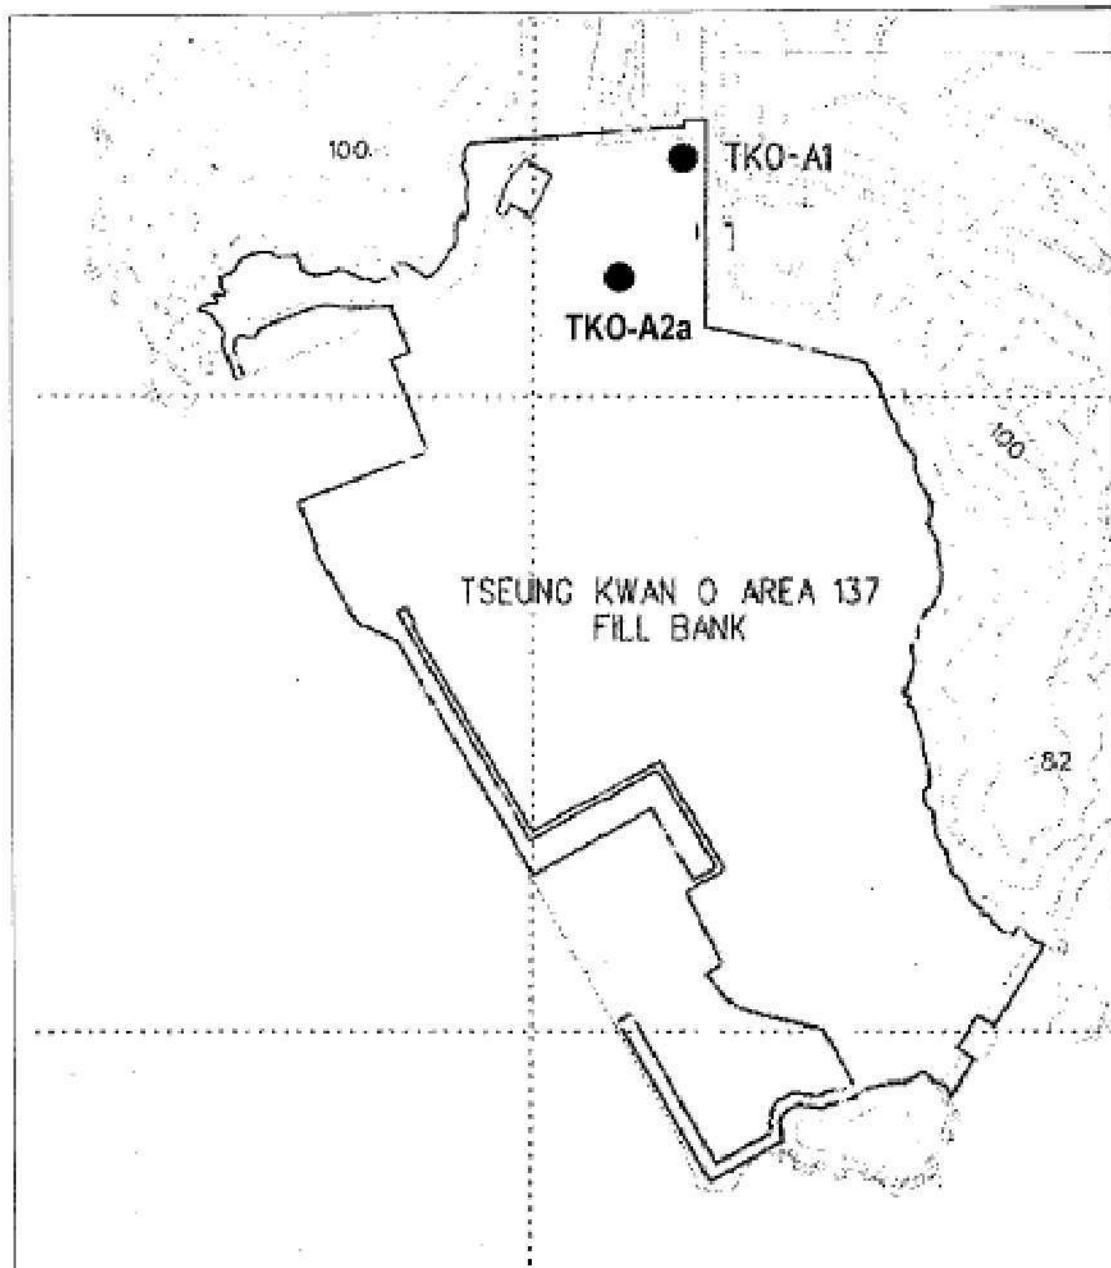 100
TKO-A1
TKO-A2a
100
TSEUNG KWAN O AREA 137
FILL BANK
82